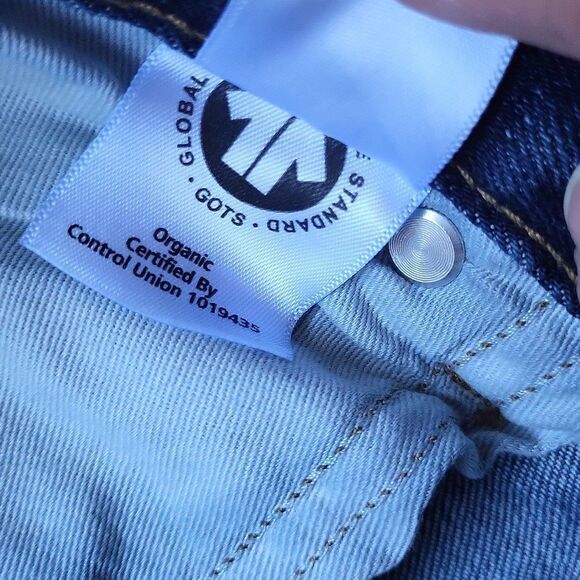 GLOBAL
STANDARD
· GOTS ·
Organic
Certified By
Control Union 1019435